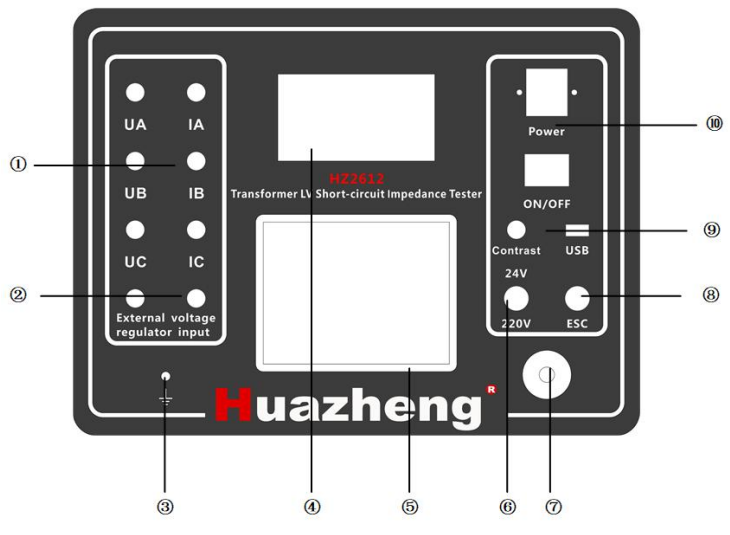 UA IA
①
UB IB
UC IC
②
External voltage
regulator input
HZ2612
Transformer LV Short-circuit Impedance Tester
Power
⑩
ON/OFF
Contrast USB
⑨
24V
⑧
220V ESC
Huazheng®
③ ④ ⑤ ⑥ ⑦